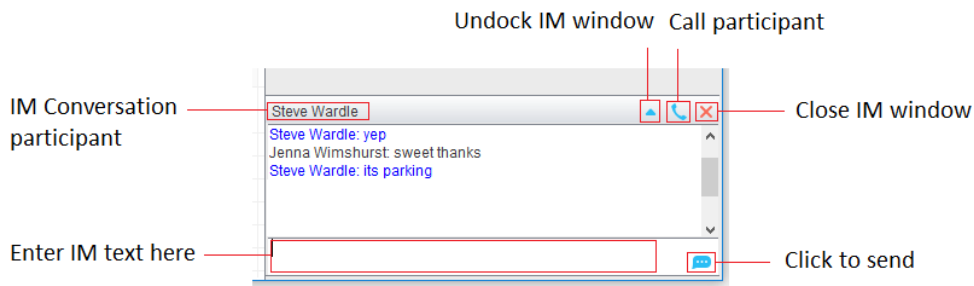 Undock IM window
Call participant
IM Conversation
participant
Steve Wardle
Close IM window
Steve Wardle: yep
Jenna Wimshurst: sweet thanks
Steve Wardle: its parking
Enter IM text here
Click to send